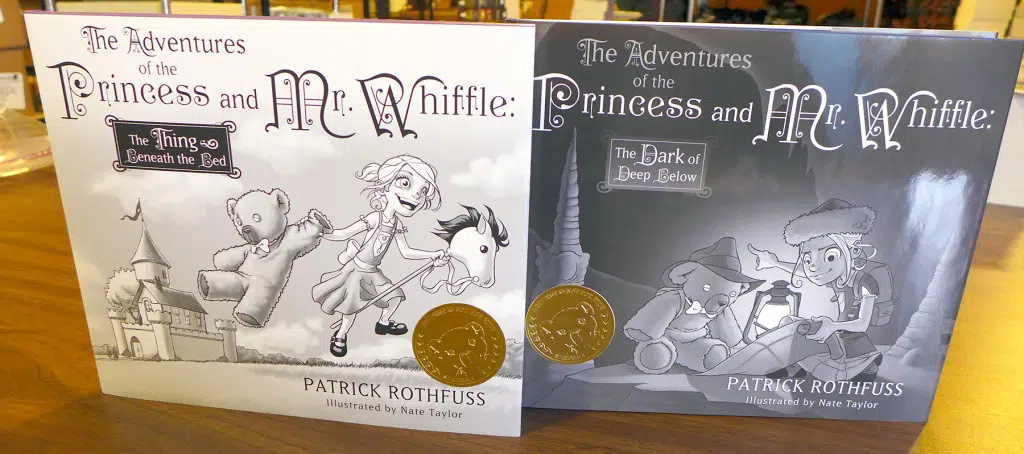 The Adventures
of the
Princess and Mr. Whiffle:
The Thing
Beneath the Bed
PATRICK ROTHFUSS
Illustrated by Nate Taylor
The Adventures
of the
Princess and Mr. Whiffle:
The Dark of
Deep Below
PATRICK ROTHFUSS
Illustrated by Nate Taylor